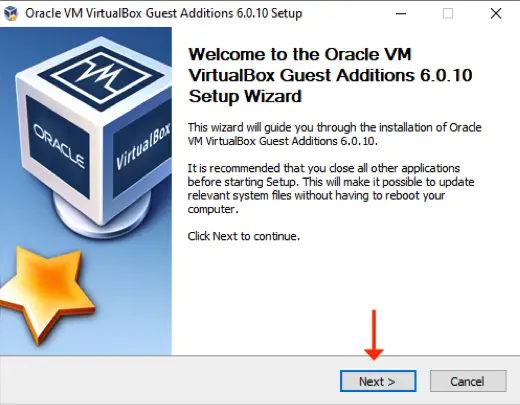 Oracle VM VirtualBox Guest Additions 6.0.10 Setup
Welcome to the Oracle VM
VirtualBox Guest Additions 6.0.10
Setup Wizard
This wizard will guide you through the installation of Oracle
VM VirtualBox Guest Additions 6.0.10.
It is recommended that you close all other applications
before starting Setup. This will make it possible to update
relevant system files without having to reboot your
computer.
Click Next to continue.
ORACLE
VirtualBox
Next >
Cancel